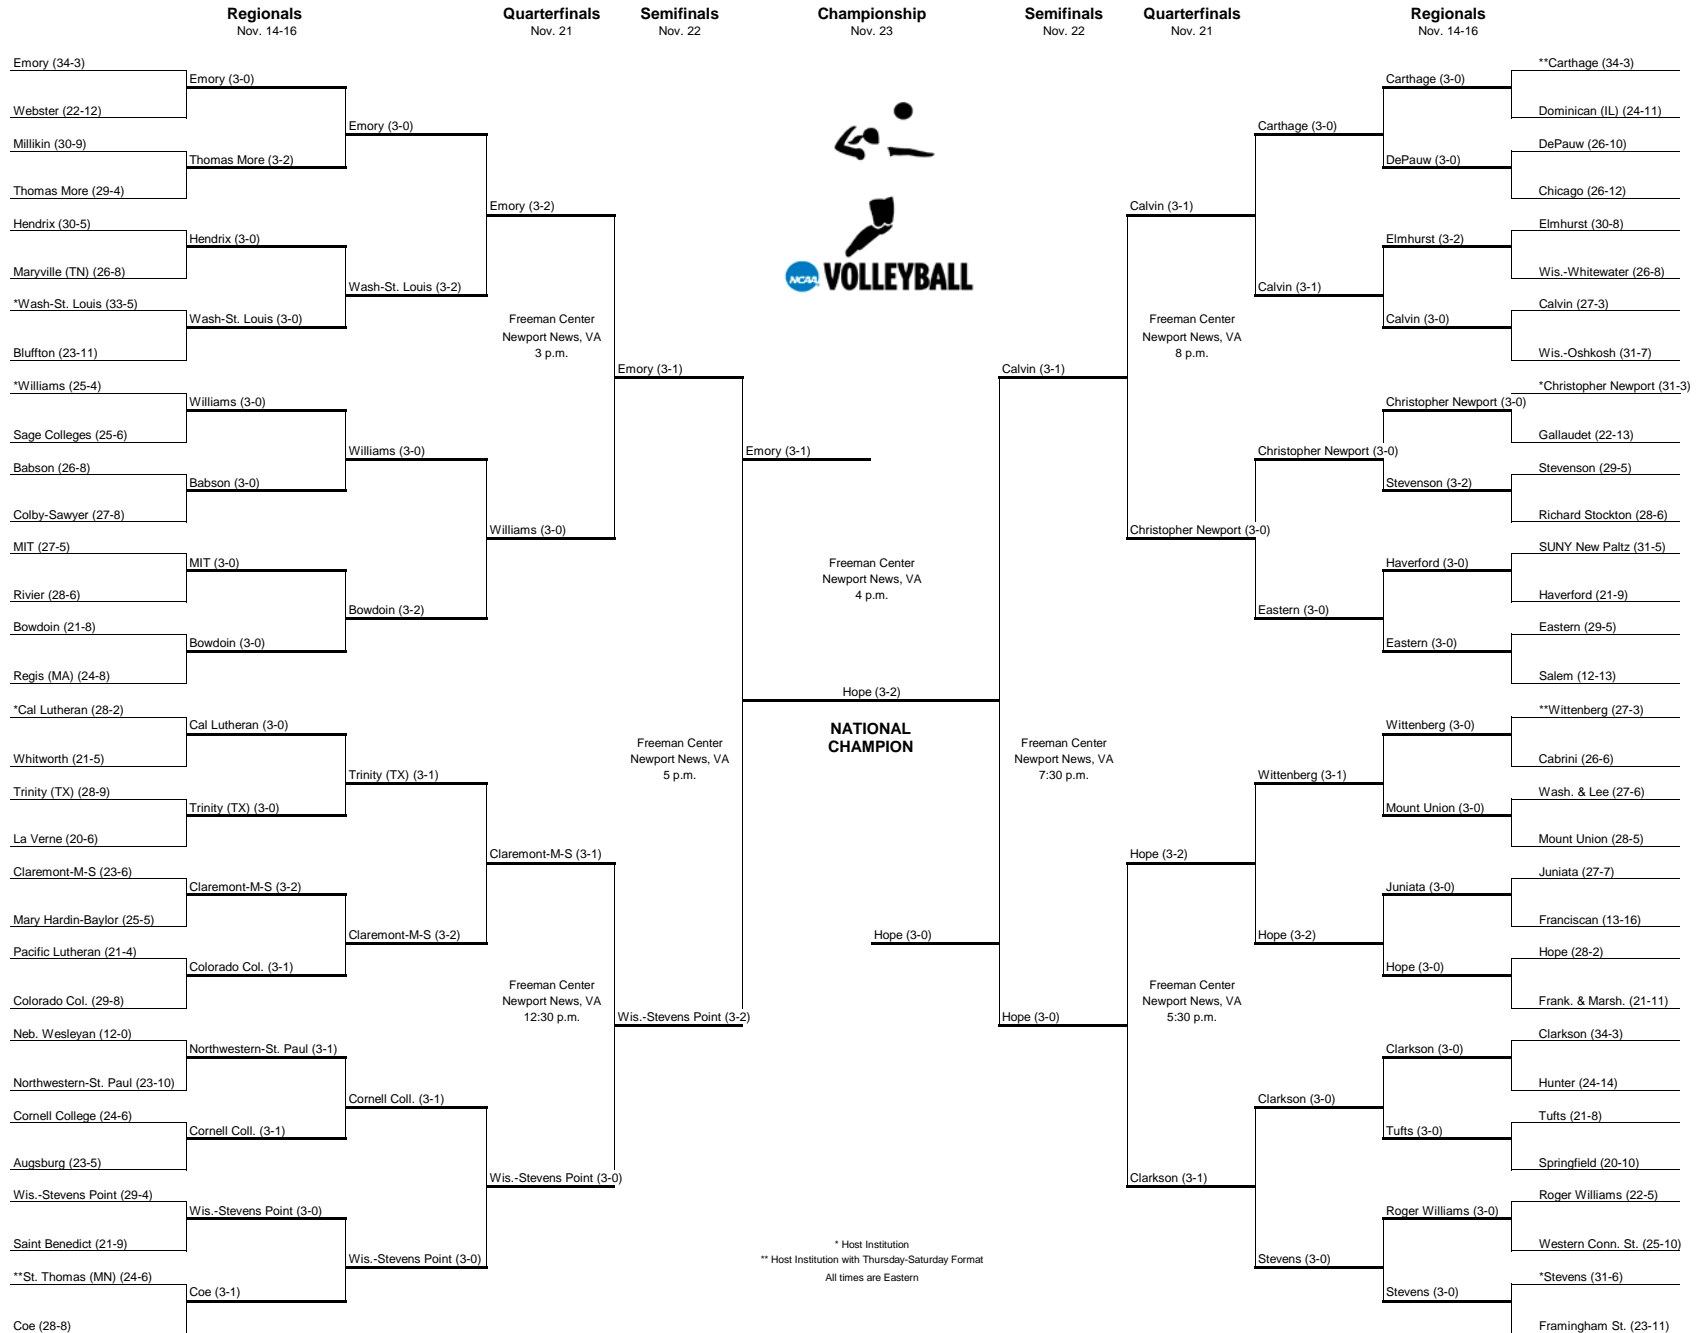 Regionals
Nov. 14-16
Quarterfinals
Nov. 21
Semifinals
Nov. 22
Championship
Nov. 23
Semifinals
Nov. 22
Quarterfinals
Nov. 21
Regionals
Nov. 14-16
Emory (34-3)
Webster (22-12)
Millikin (30-9)
Thomas More (29-4)
Hendrix (30-5)
Maryville (TN) (26-8)
*Wash-St. Louis (33-5)
Bluffton (23-11)
*Williams (25-4)
Sage Colleges (25-6)
Babson (26-8)
Colby-Sawyer (27-8)
MIT (27-5)
Rivier (28-6)
Bowdoin (21-8)
Regis (MA) (24-8)
*Cal Lutheran (28-2)
Whitworth (21-5)
Trinity (TX) (28-9)
La Verne (20-6)
Claremont-M-S (23-6)
Mary Hardin-Baylor (25-5)
Pacific Lutheran (21-4)
Colorado Col. (29-8)
Neb. Wesleyan (12-0)
Northwestern-St. Paul (23-10)
Cornell College (24-6)
Augsburg (23-5)
Wis.-Stevens Point (29-4)
Saint Benedict (21-9)
**St. Thomas (MN) (24-6)
Coe (28-8)
Emory (3-0)
Thomas More (3-2)
Hendrix (3-0)
Wash-St. Louis (3-0)
Williams (3-0)
Babson (3-0)
MIT (3-0)
Bowdoin (3-0)
Cal Lutheran (3-0)
Trinity (TX) (3-0)
Claremont-M-S (3-2)
Colorado Col. (3-1)
Northwestern-St. Paul (3-1)
Cornell Coll. (3-1)
Wis.-Stevens Point (3-0)
Coe (3-1)
Emory (3-0)
Wash-St. Louis (3-2)
Williams (3-0)
Bowdoin (3-2)
Trinity (TX) (3-1)
Claremont-M-S (3-2)
Cornell Coll. (3-1)
Wis.-Stevens Point (3-0)
Emory (3-2)
Freeman Center
Newport News, VA
3 p.m.
Williams (3-0)
Claremont-M-S (3-1)
Freeman Center
Newport News, VA
12:30 p.m.
Wis.-Stevens Point (3-0)
Emory (3-1)
Freeman Center
Newport News, VA
5 p.m.
Wis.-Stevens Point (3-2)
NCAA VOLLEYBALL
Emory (3-1)
Freeman Center
Newport News, VA
4 p.m.
Hope (3-2)
NATIONAL
CHAMPION
Hope (3-0)
* Host Institution
** Host Institution with Thursday-Saturday Format
All times are Eastern
Calvin (3-1)
Freeman Center
Newport News, VA
7:30 p.m.
Hope (3-0)
Calvin (3-1)
Freeman Center
Newport News, VA
8 p.m.
Christopher Newport (3-0)
Hope (3-2)
Freeman Center
Newport News, VA
5:30 p.m.
Clarkson (3-1)
Carthage (3-0)
Calvin (3-1)
Christopher Newport (3-0)
Eastern (3-0)
Wittenberg (3-1)
Hope (3-2)
Clarkson (3-0)
Stevens (3-0)
Carthage (3-0)
DePauw (3-0)
Elmhurst (3-2)
Calvin (3-0)
Christopher Newport (3-0)
Stevenson (3-2)
Haverford (3-0)
Eastern (3-0)
Wittenberg (3-0)
Mount Union (3-0)
Juniata (3-0)
Hope (3-0)
Clarkson (3-0)
Tufts (3-0)
Roger Williams (3-0)
Stevens (3-0)
**Carthage (34-3)
Dominican (IL) (24-11)
DePauw (26-10)
Chicago (26-12)
Elmhurst (30-8)
Wis.-Whitewater (26-8)
Calvin (27-3)
Wis.-Oshkosh (31-7)
*Christopher Newport (31-3)
Gallaudet (22-13)
Stevenson (29-5)
Richard Stockton (28-6)
SUNY New Paltz (31-5)
Haverford (21-9)
Eastern (29-5)
Salem (12-13)
**Wittenberg (27-3)
Cabrini (26-6)
Wash. & Lee (27-6)
Mount Union (28-5)
Juniata (27-7)
Franciscan (13-16)
Hope (28-2)
Frank. & Marsh. (21-11)
Clarkson (34-3)
Hunter (24-14)
Tufts (21-8)
Springfield (20-10)
Roger Williams (22-5)
Western Conn. St. (25-10)
*Stevens (31-6)
Framingham St. (23-11)